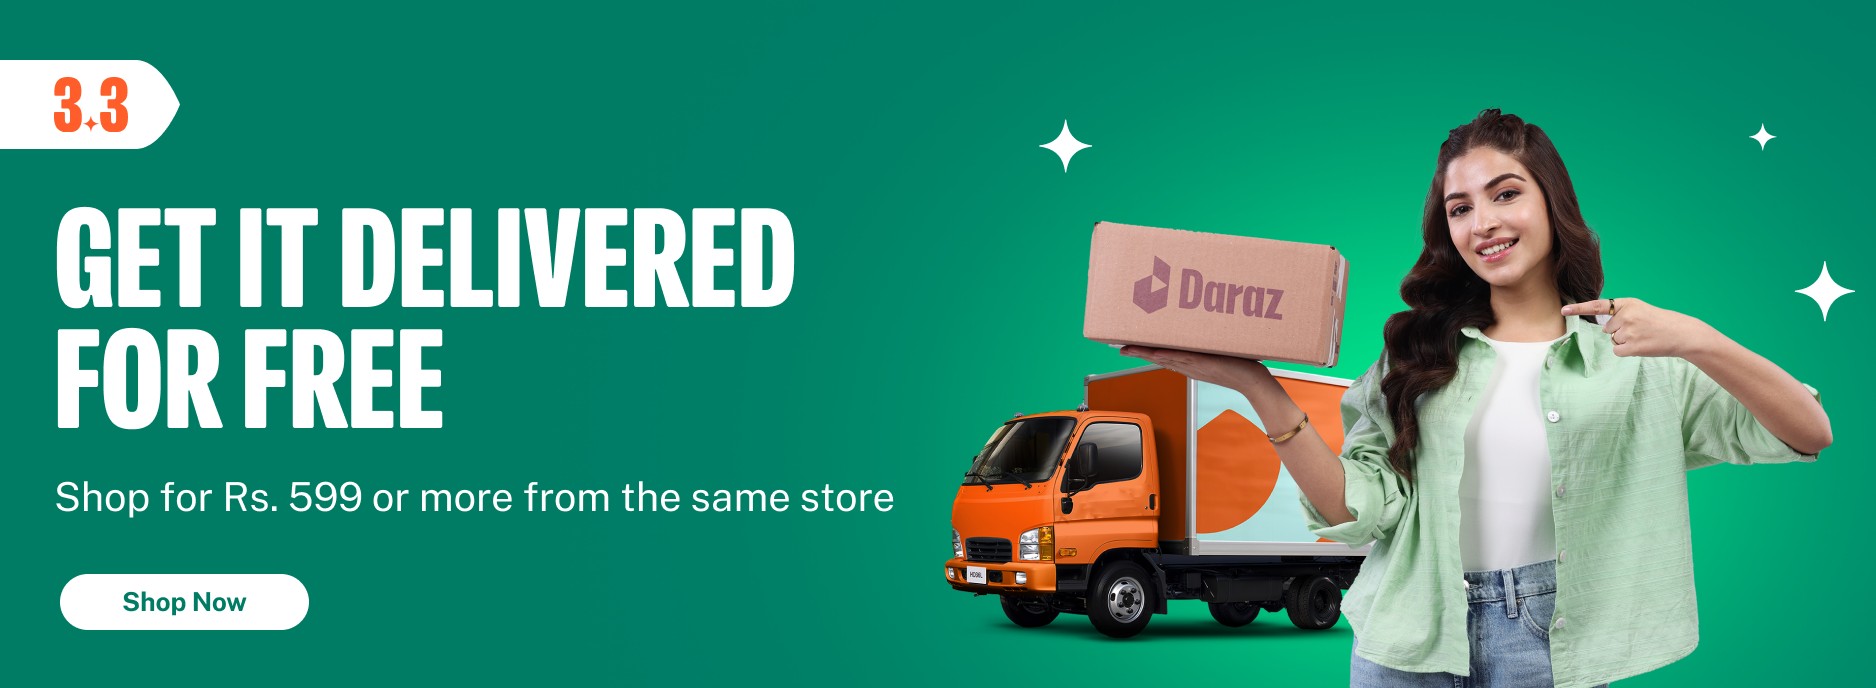 3.3
GET IT DELIVERED
FOR FREE
Shop for Rs. 599 or more from the same store
Shop Now
Daraz